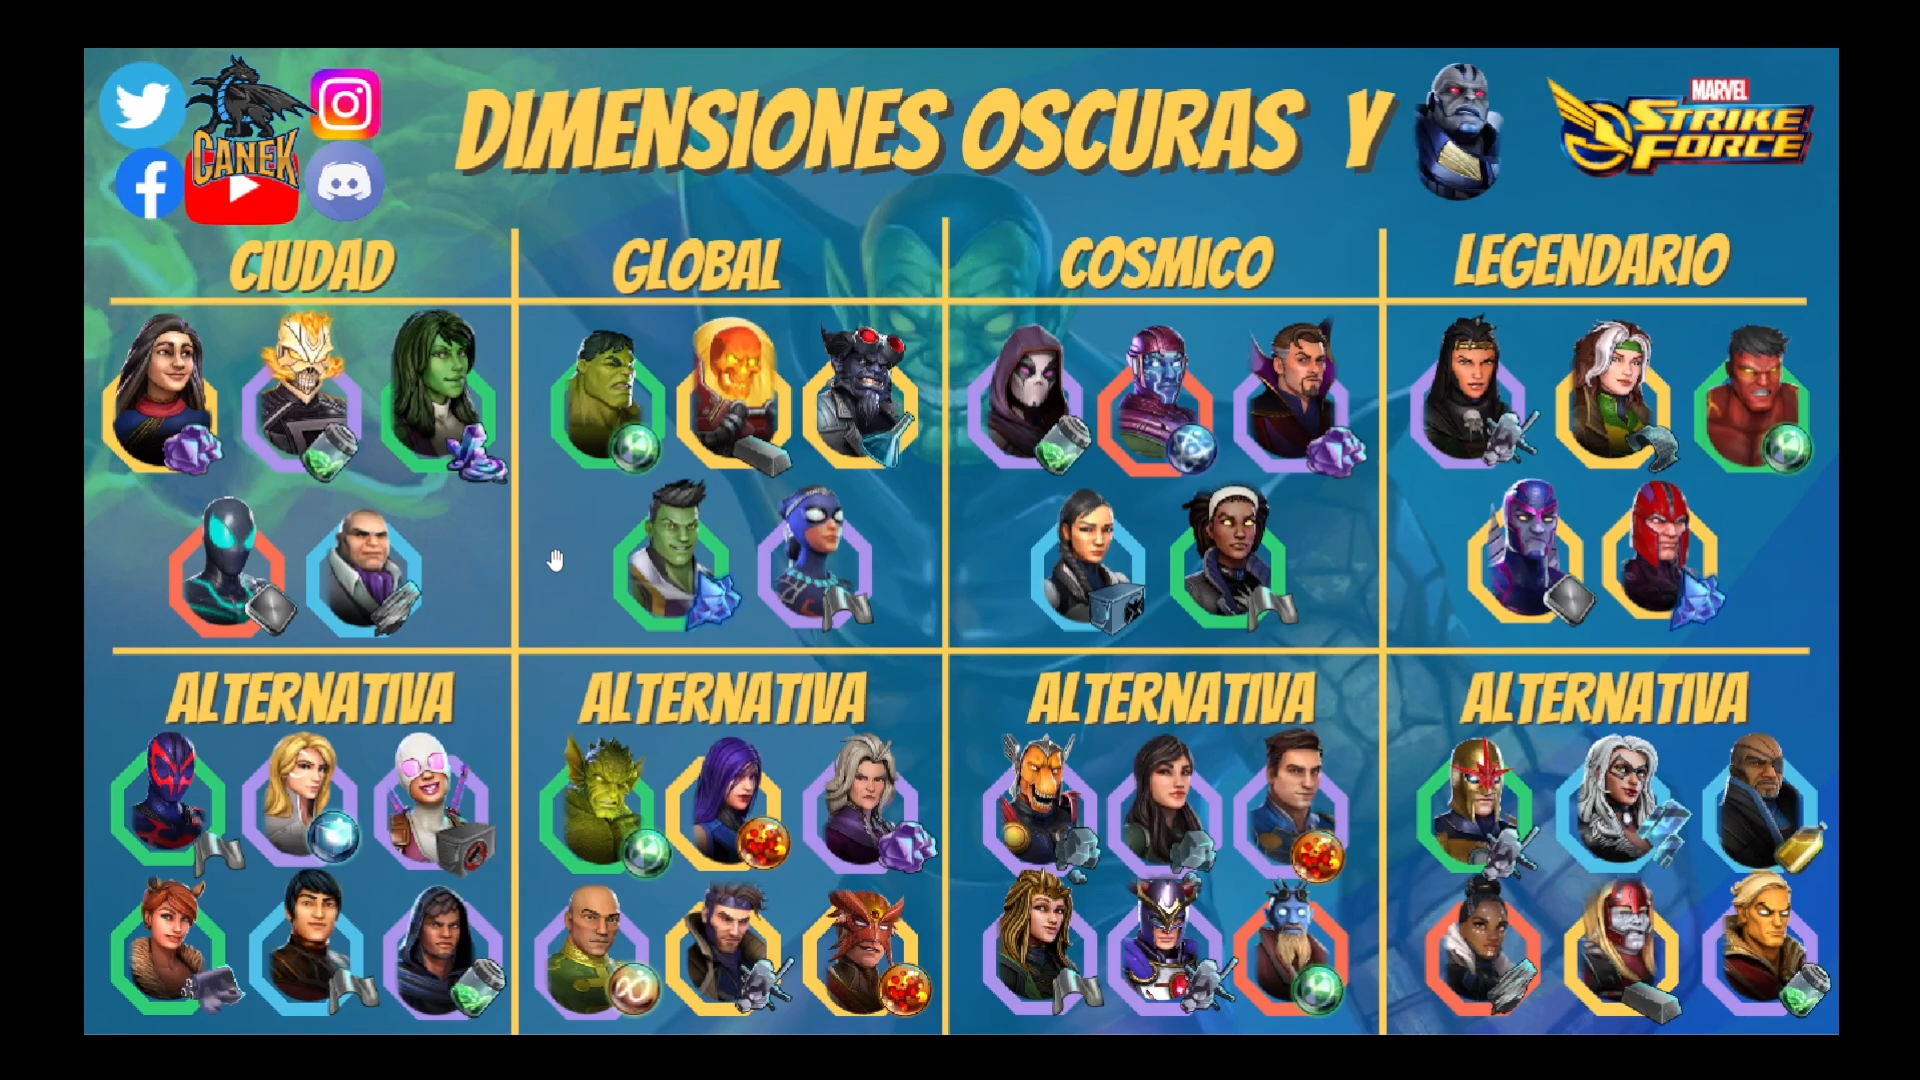 CANEK
DIMENSIONES OSCURAS Y
MARVEL
STRIKE
FORCE
CIUDAD
GLOBAL
COSMICO
LEGENDARIO
ALTERNATIVA
ALTERNATIVA
ALTERNATIVA
ALTERNATIVA